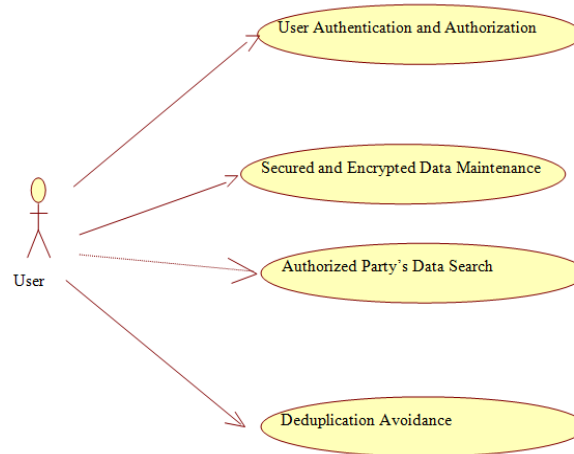 User Authentication and Authorization
Secured and Encrypted Data Maintenance
Authorized Party's Data Search
User
Deduplication Avoidance